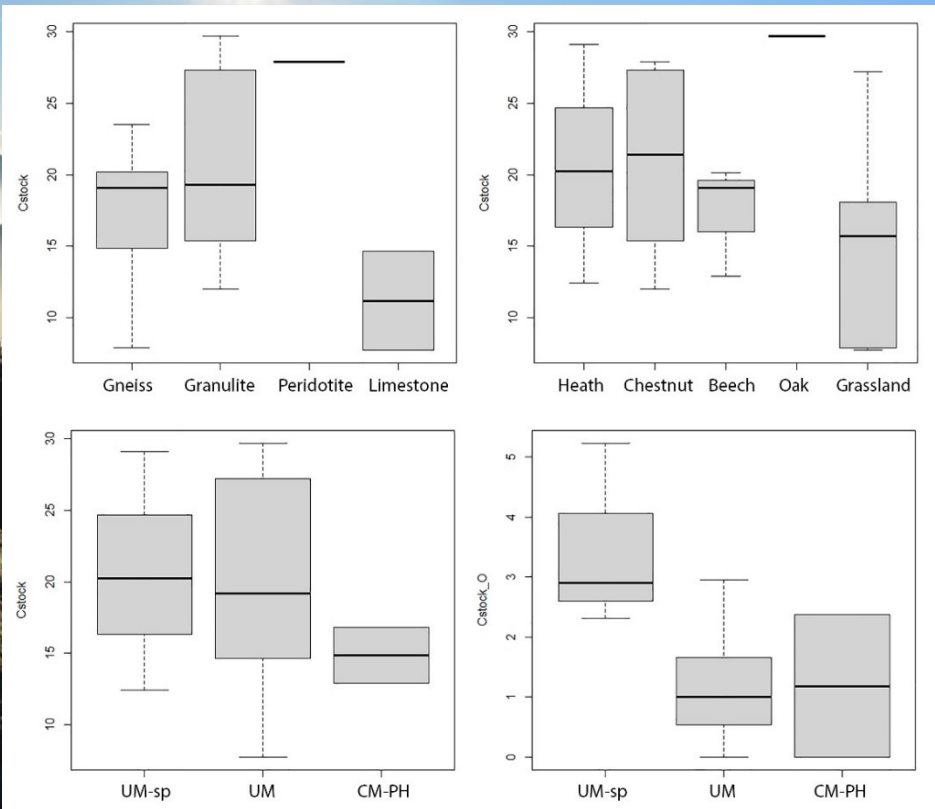 Cstock
30
25
20
15
10
Gneiss Granulite Peridotite Limestone
Cstock
30
25
20
15
10
Heath Chestnut Beech Oak Grassland
Cstock
30
25
20
15
10
UM-sp UM CM-PH
Cstock_O
5
4
3
2
1
0
UM-sp UM CM-PH